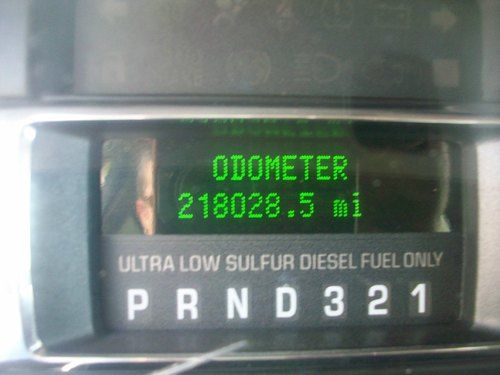 ODOMETER
218028.5 mi
ULTRA LOW SULFUR DIESEL FUEL ONLY
P R N D 3 2 1